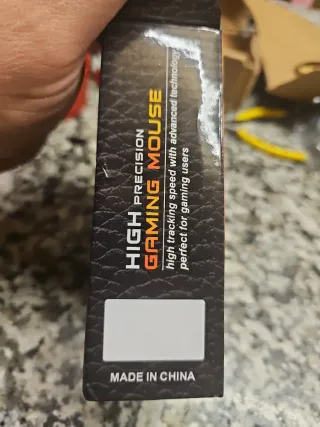 HIGH PRECISION
GAMING MOUSE
high tracking speed with advanced technology
perfect for gaming users
MADE IN CHINA